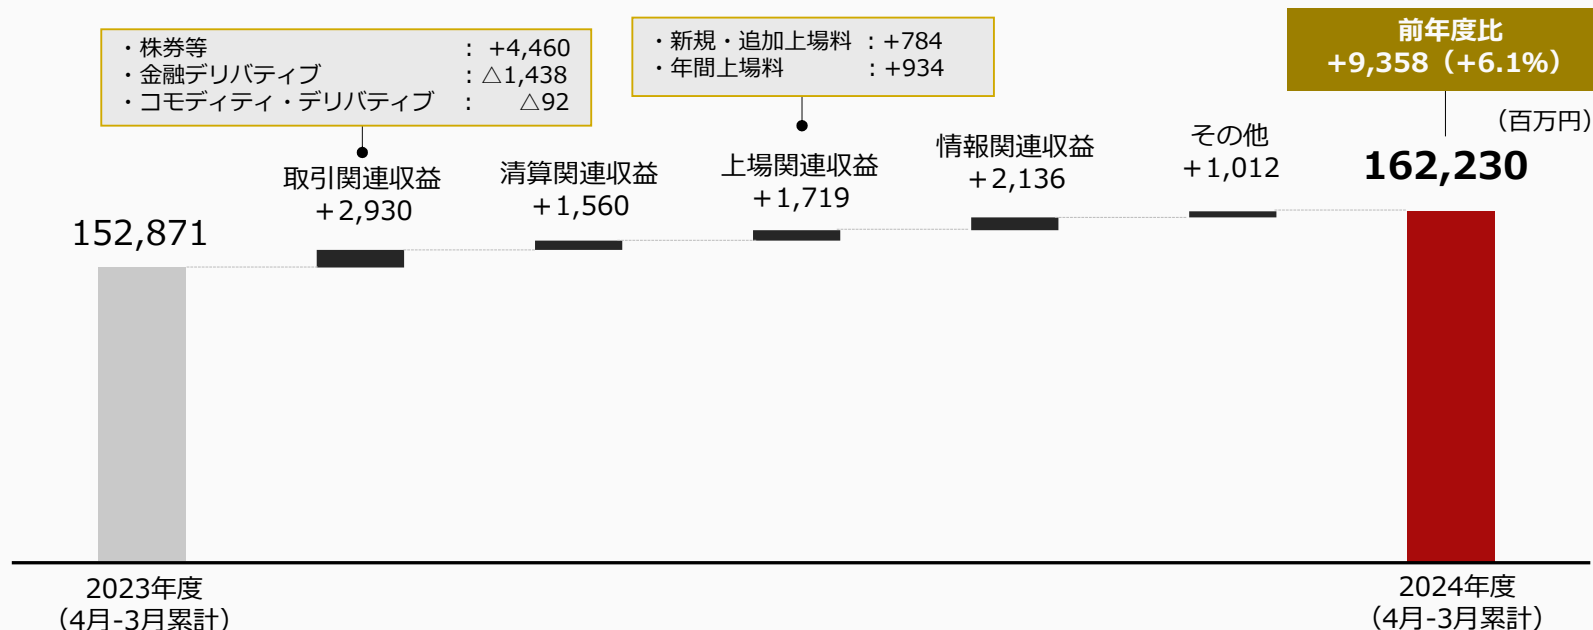 ・株券等 : +4,460
・金融デリバティブ : △1,438
・コモディティ・デリバティブ : △92
・新規・追加上場料 : +784
・年間上場料 : +934
前年度比
+9,358（+6.1%）
（百万円）
152,871
取引関連収益
＋2,930
清算関連収益
＋1,560
上場関連収益
＋1,719
情報関連収益
＋2,136
その他
＋1,012
162,230
2023年度
（4月-3月累計）
2024年度
（4月-3月累計）